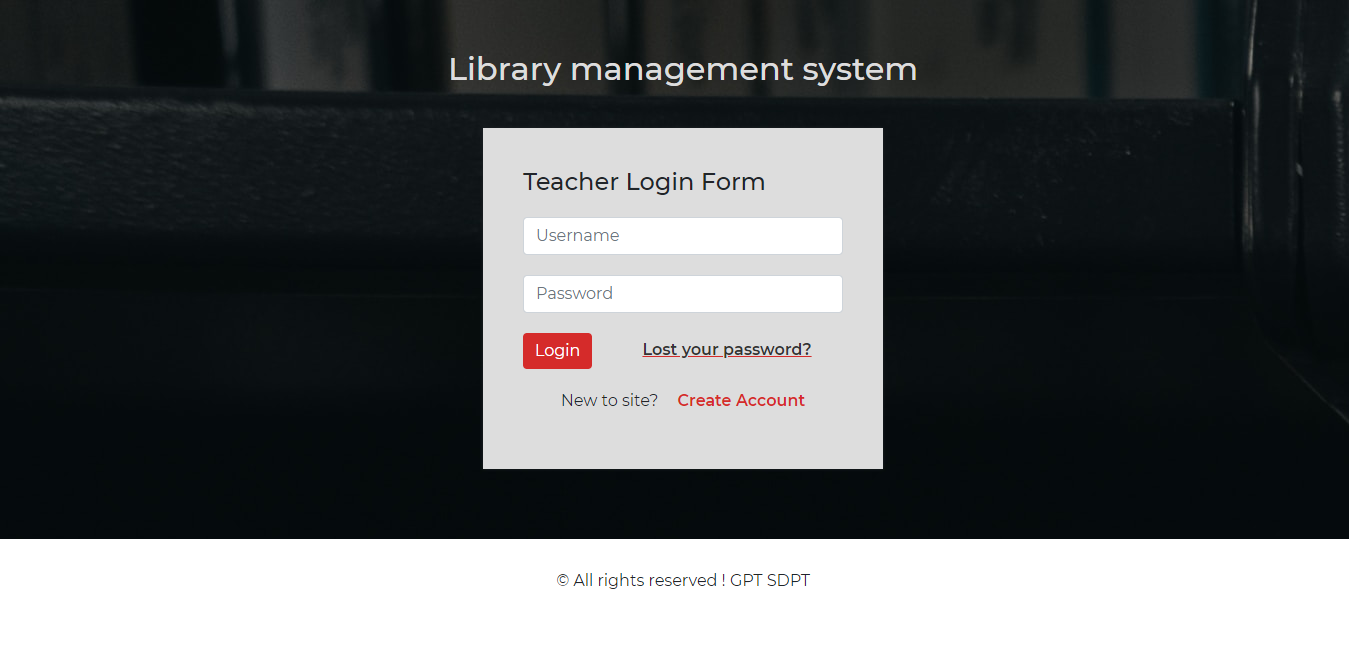 Library management system
Teacher Login Form
Username
Password
Login Lost your password?
New to site? Create Account
© All rights reserved ! GPT SDPT